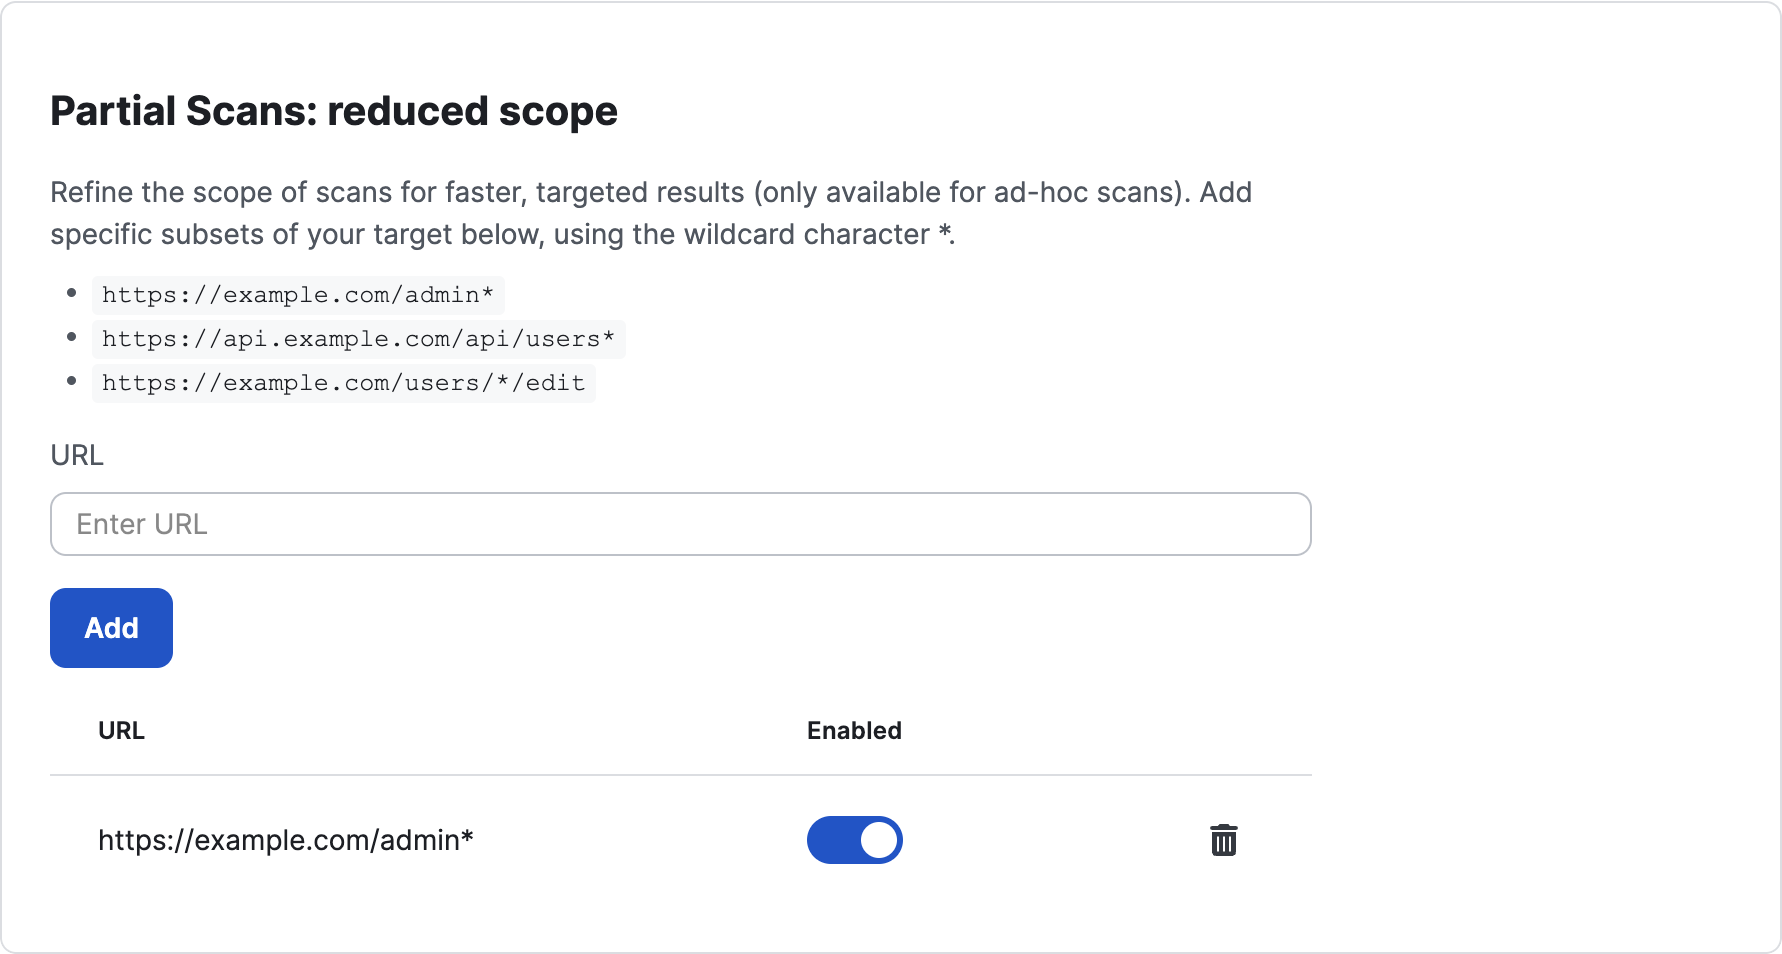 Partial Scans: reduced scope
Refine the scope of scans for faster, targeted results (only available for ad-hoc scans). Add
specific subsets of your target below, using the wildcard character *.
https://example.com/admin*
https://api.example.com/api/users*
https://example.com/users/*/edit
URL
Enter URL
Add
URL Enabled
https://example.com/admin*